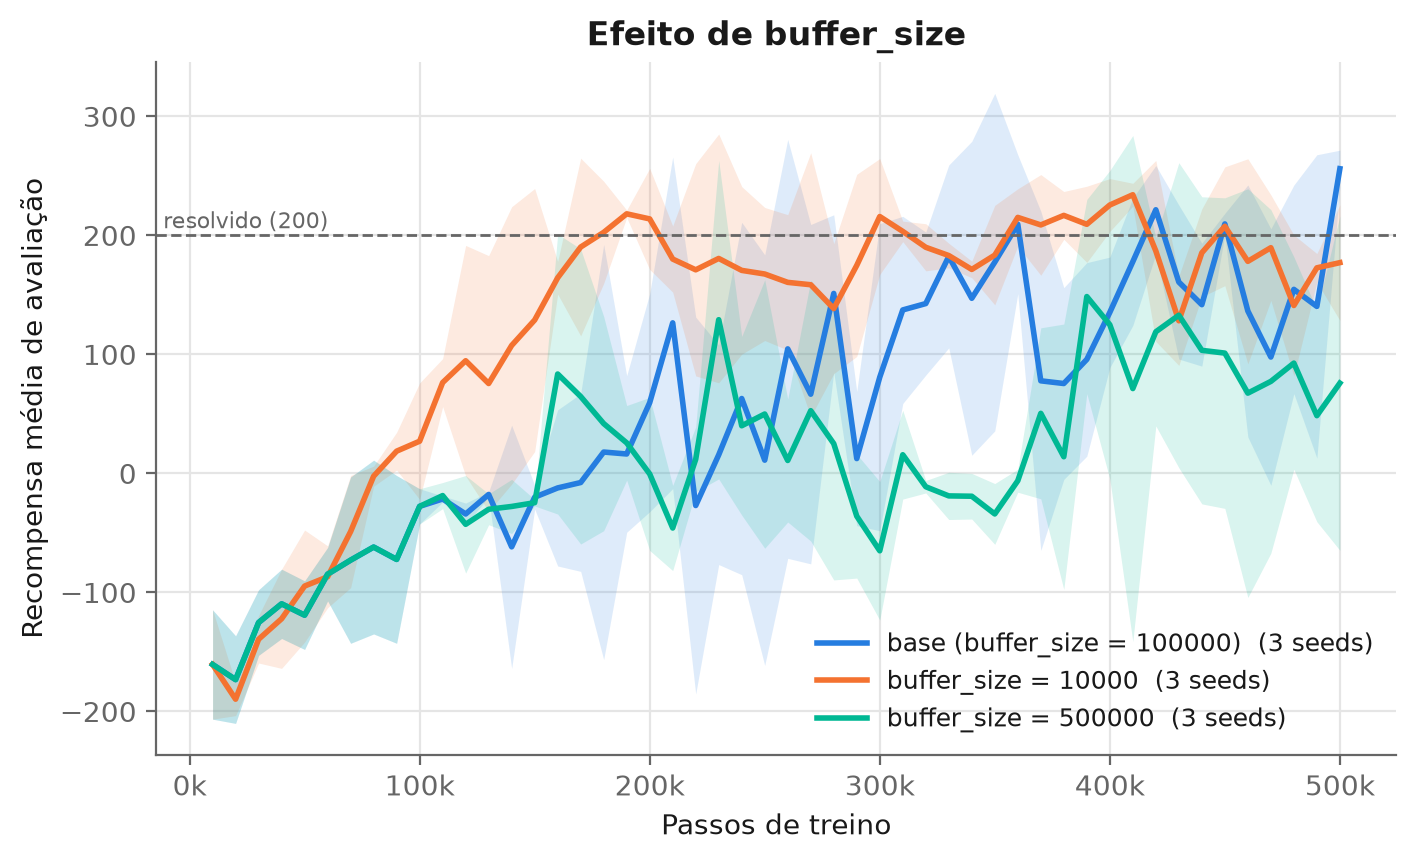 Efeito de buffer_size
Recompensa média de avaliação
300
200
100
0
−100
−200
resolvido (200)
base (buffer_size = 100000)  (3 seeds)
buffer_size = 10000  (3 seeds)
buffer_size = 500000  (3 seeds)
0k
100k
200k
300k
400k
500k
Passos de treino